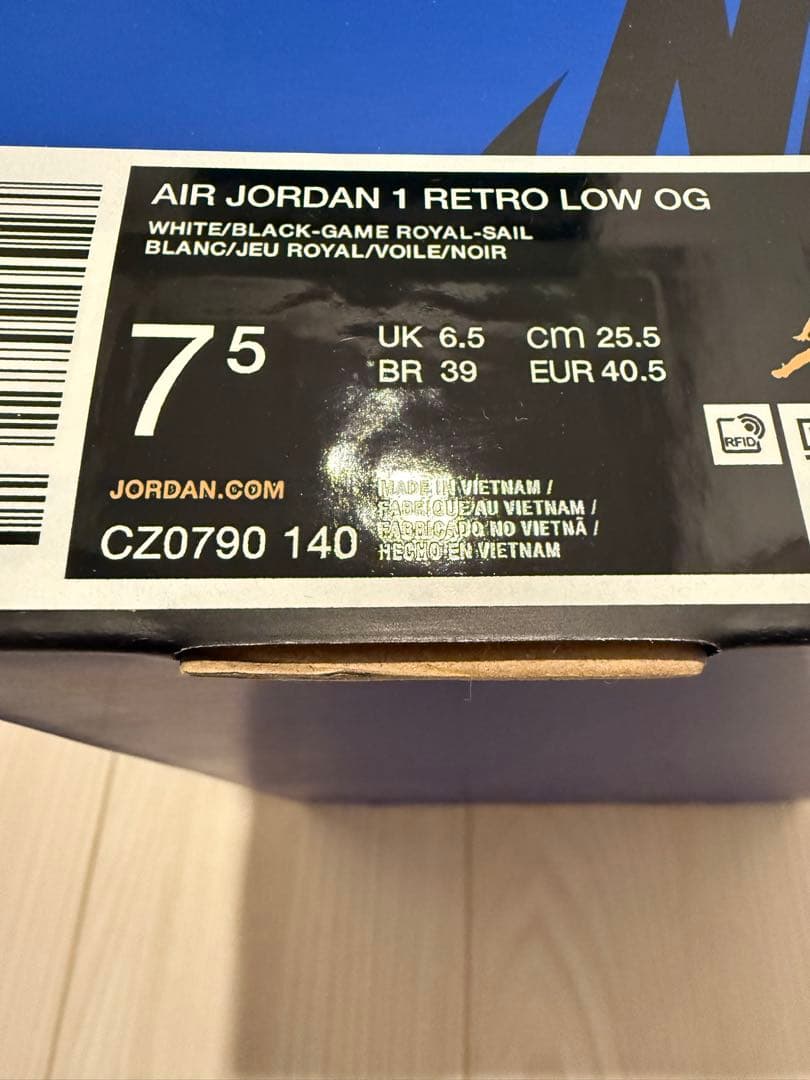 AIR JORDAN 1 RETRO LOW OG
WHITE/BLACK-GAME ROYAL-SAIL
BLANC/JEU ROYAL/VOILE/NOIR
7 5
UK 6.5 cm 25.5
BR 39 EUR 40.5
RFID
JORDAN.COM
CZ0790 140
MADE IN VIETNAM /
FABRIQUE AU VIETNAM /
FABRICADO NO VIETNÃ /
HECHO EN VIETNAM